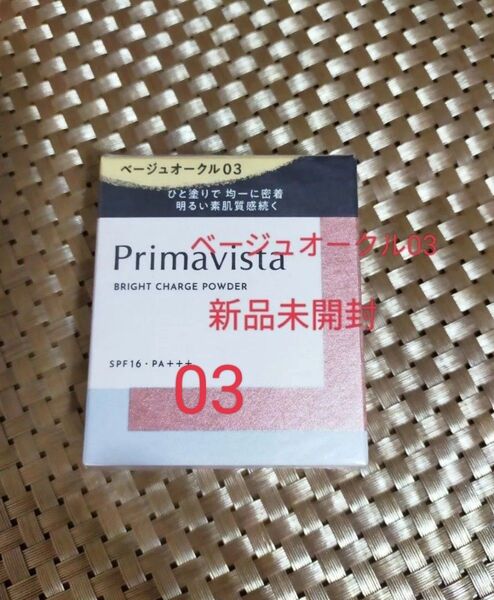 ベージュオークル03
ひと塗りで 均一に密着
明るい素肌質感続く
Primavista
ベージュオークル03
BRIGHT CHARGE POWDER
新品未開封
SPF16・PA+++
03